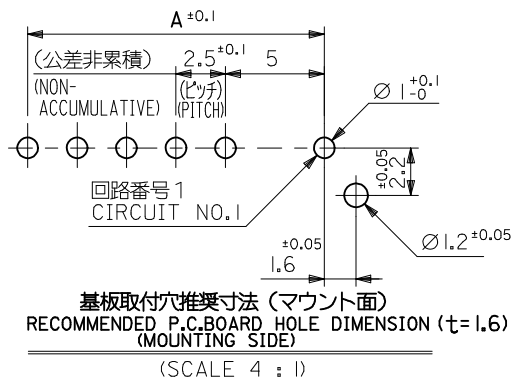 A ±0.1
(公差非累積) 2.5 ±0.1 5
(NON-ACCUMULATIVE)
(ピッチ)
(PITCH)
Ø 1 +0.1 -0
回路番号1
CIRCUIT NO.1
2.2 ±0.05
1.6 ±0.05
Ø1.2 ±0.05
基板取付穴推奨寸法 (マウント面)
RECOMMENDED P.C.BOARD HOLE DIMENSION (t=1.6)
(MOUNTING SIDE)
(SCALE 4 : 1)